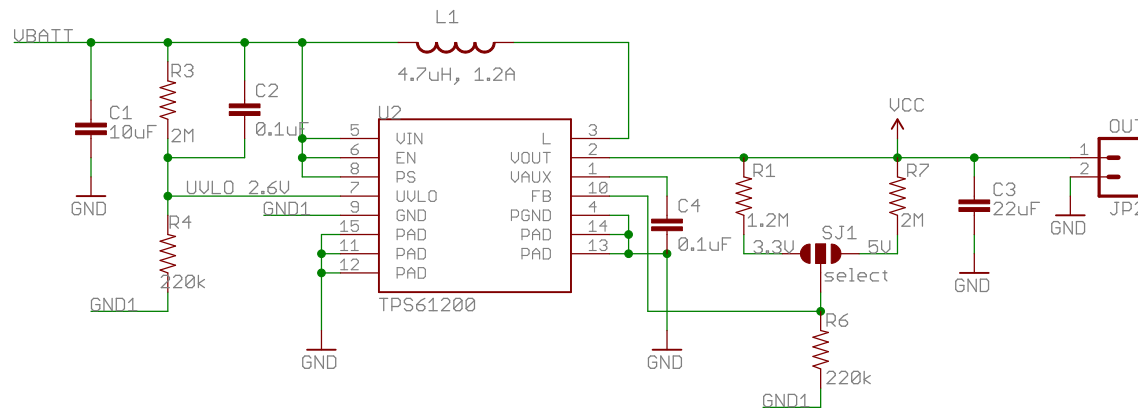 L1
VBATT
4.7uH, 1.2A
R3
2M
C2
0.1uF
C1
10uF
U2
VCC
OUT
5 VIN L 3
6 EN VOUT 2
8 PS VAUX 1
7 UVLO FB 10
9 GND PGND 4
15 PAD PAD 14
11 PAD PAD 13
12 PAD
TPS61200
UVLO 2.6V
GND
GND1
R4
220k
GND1
GND
C4
0.1uF
GND
R1
1.2M
R7
2M
3.3V
SJ1
5V
select
R6
220k
GND1
C3
22uF
GND
1
2
GND
JP2